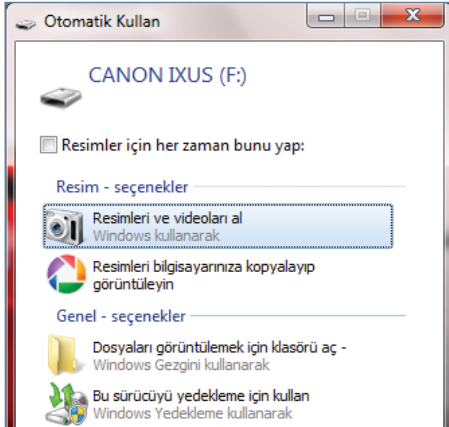 Otomatik Kullan
CANON IXUS (F:)
Resimler için her zaman bunu yap:
Resim - seçenekler
Resimleri ve videoları al
Windows kullanarak
Resimleri bilgisayarınıza kopyalayıp
görüntüleyin
Genel - seçenekler
Dosyaları görüntülemek için klasörü aç -
Windows Gezgini kullanarak
Bu sürücüyü yedekleme için kullan
Windows Yedekleme kullanarak